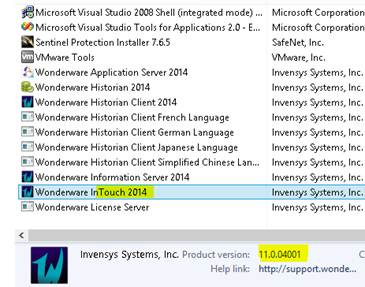 Microsoft Visual Studio 2008 Shell (integrated mode) ... Microsoft Corporation
Microsoft Visual Studio Tools for Applications 2.0 - E... Microsoft Corporation
Sentinel Protection Installer 7.6.5 SafeNet, Inc.
vm VMware Tools VMware, Inc.
Wonderware Application Server 2014 Invensys Systems, Inc.
Wonderware Historian 2014 Invensys Systems, Inc.
Wonderware Historian Client 2014 Invensys Systems, Inc.
Wonderware Historian Client French Language Invensys Systems, Inc.
Wonderware Historian Client German Language Invensys Systems, Inc.
Wonderware Historian Client Japanese Language Invensys Systems, Inc.
Wonderware Historian Client Simplified Chinese Lan... Invensys Systems, Inc.
Wonderware Information Server 2014 Invensys Systems, Inc.
Wonderware InTouch 2014 Invensys Systems, Inc.
Wonderware License Server Invensys Systems, Inc.
Invensys Systems, Inc. Product version: 11.0.04001 C
Help link: http://support.wonde...